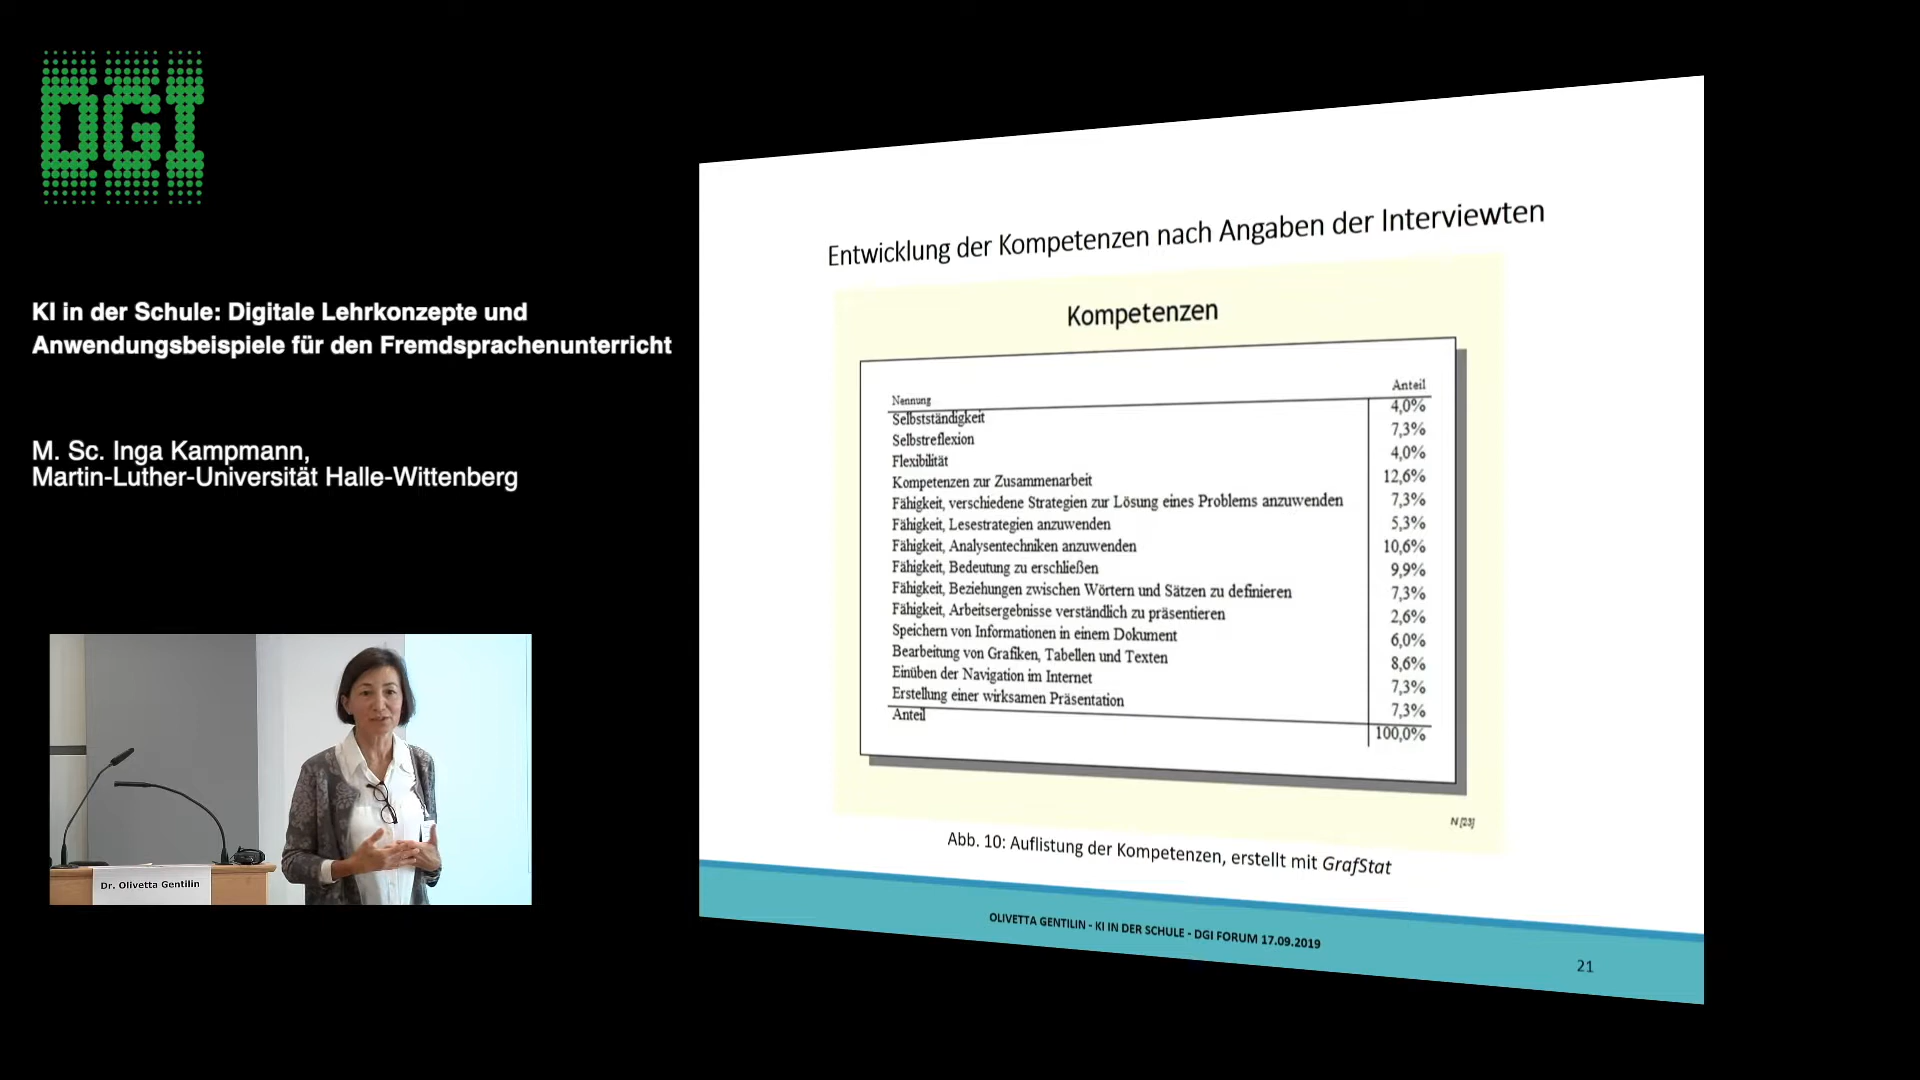 DGI
KI in der Schule: Digitale Lehrkonzepte und
Anwendungsbeispiele für den Fremdsprachenunterricht
M. Sc. Inga Kampmann,
Martin-Luther-Universität Halle-Wittenberg
Dr. Olivetta Gentilin
Entwicklung der Kompetenzen nach Angaben der Interviewten
Kompetenzen
Nennung Anteil
Selbstständigkeit 4,0%
Selbstreflexion 7,3%
Flexibilität 4,0%
Kompetenzen zur Zusammenarbeit 12,6%
Fähigkeit, verschiedene Strategien zur Lösung eines Problems anzuwenden 7,3%
Fähigkeit, Lesestrategien anzuwenden 5,3%
Fähigkeit, Analysentechniken anzuwenden 10,6%
Fähigkeit, Bedeutung zu erschließen 9,9%
Fähigkeit, Beziehungen zwischen Wörtern und Sätzen zu definieren 7,3%
Fähigkeit, Arbeitsergebnisse verständlich zu präsentieren 2,6%
Speichern von Informationen in einem Dokument 6,0%
Bearbeitung von Grafiken, Tabellen und Texten 8,6%
Einüben der Navigation im Internet 7,3%
Erstellung einer wirksamen Präsentation 7,3%
Anteil 100,0%
N [23]
Abb. 10: Auflistung der Kompetenzen, erstellt mit GrafStat
OLIVETTA GENTILIN - KI IN DER SCHULE - DGI FORUM 17.09.2019
21